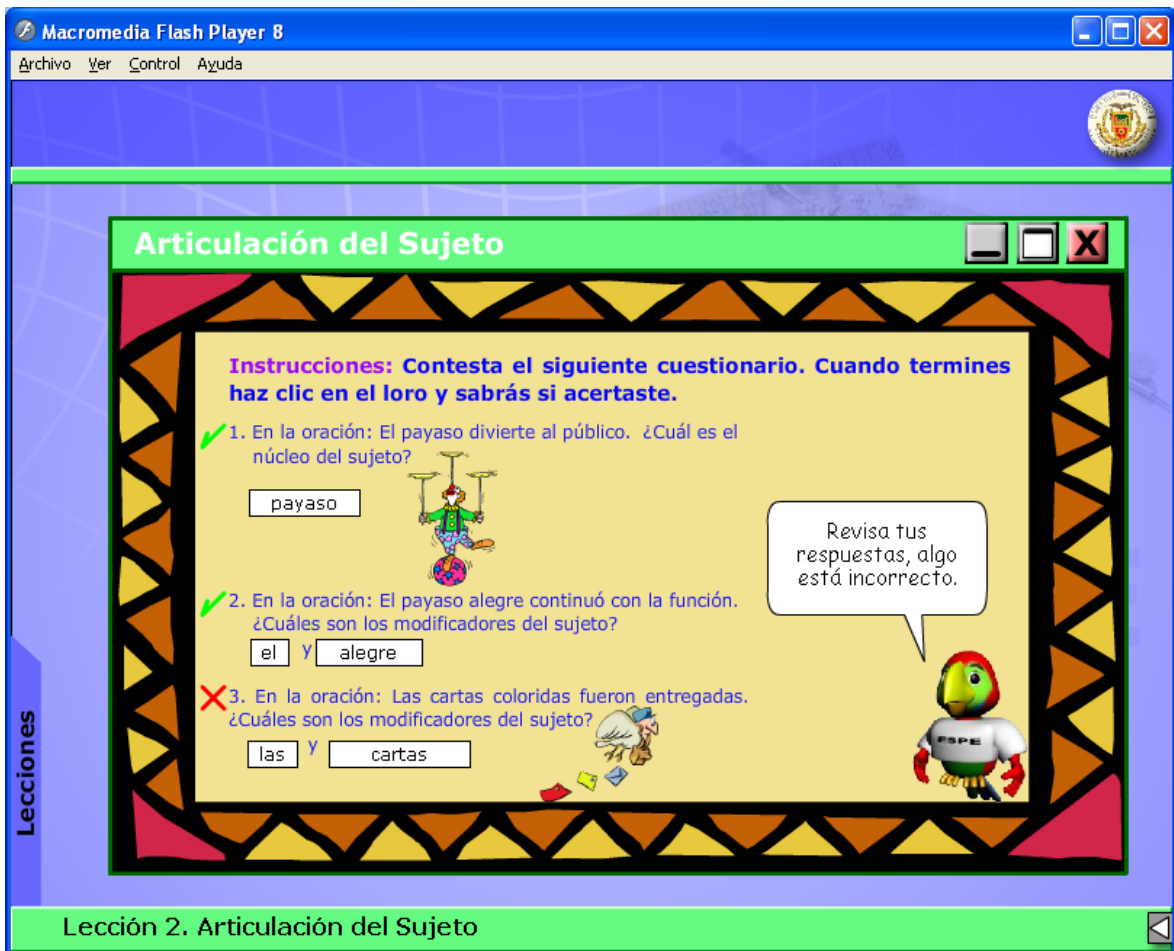 Macromedia Flash Player 8
Archivo Ver Control Ayuda
Articulación del Sujeto
X
Instrucciones: Contesta el siguiente cuestionario. Cuando termines
haz clic en el loro y sabrás si acertaste.
1. En la oración: El payaso divierte al público. ¿Cuál es el
núcleo del sujeto?
payaso
Revisa tus
respuestas, algo
está incorrecto.
2. En la oración: El payaso alegre continuó con la función.
¿Cuáles son los modificadores del sujeto?
el y alegre
3. En la oración: Las cartas coloridas fueron entregadas.
¿Cuáles son los modificadores del sujeto?
las y cartas
ESPE
Lecciones
Lección 2. Articulación del Sujeto